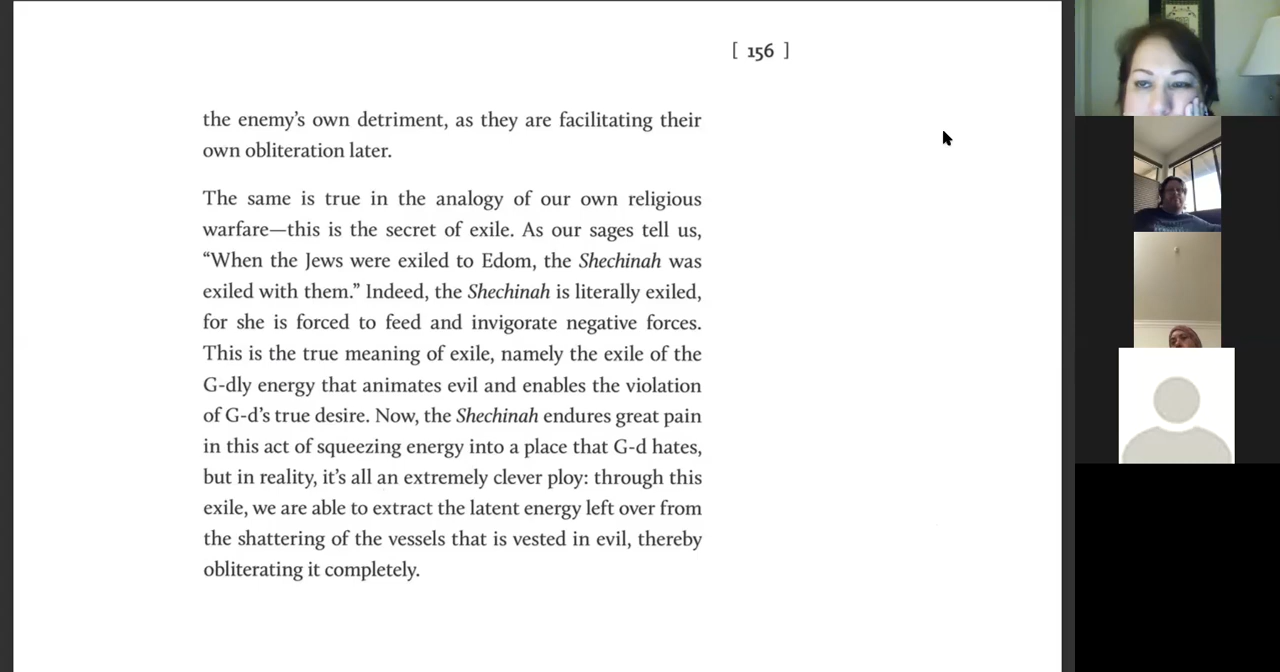 [ 156 ]
the enemy’s own detriment, as they are facilitating their
own obliteration later.
The same is true in the analogy of our own religious
warfare—this is the secret of exile. As our sages tell us,
“When the Jews were exiled to Edom, the Shechinah was
exiled with them.” Indeed, the Shechinah is literally exiled,
for she is forced to feed and invigorate negative forces.
This is the true meaning of exile, namely the exile of the
G-dly energy that animates evil and enables the violation
of G-d’s true desire. Now, the Shechinah endures great pain
in this act of squeezing energy into a place that G-d hates,
but in reality, it’s all an extremely clever ploy: through this
exile, we are able to extract the latent energy left over from
the shattering of the vessels that is vested in evil, thereby
obliterating it completely.